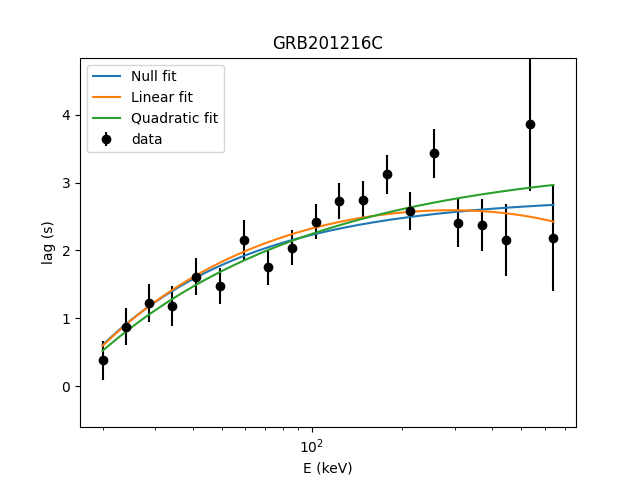 GRB201216C
Null fit
Linear fit
Quadratic fit
data
4
3
2
1
0
lag (s)
10²
E (keV)